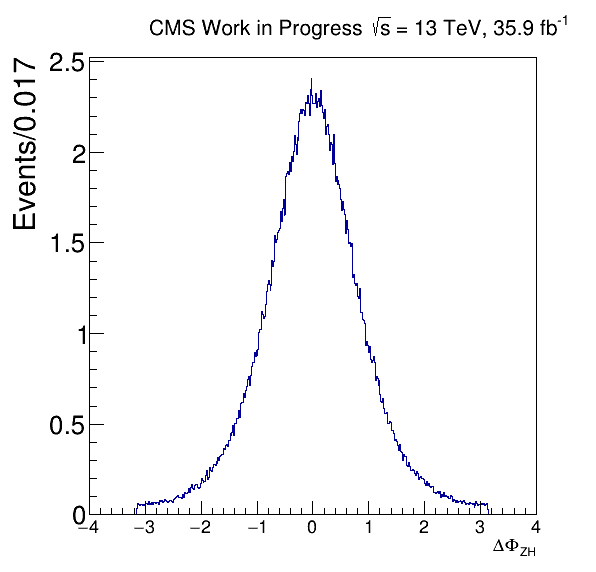 CMS Work in Progress √s = 13 TeV, 35.9 fb⁻¹
Events/0.017
2.5
2
1.5
1
0.5
0
−4 −3 −2 −1 0 1 2 3 4
ΔΦ_ZH